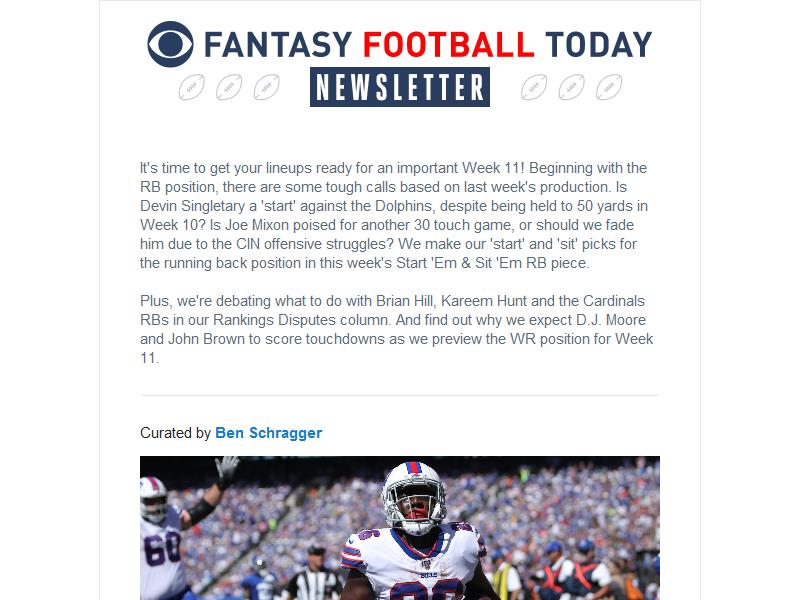 FANTASY FOOTBALL TODAY
NEWSLETTER
It's time to get your lineups ready for an important Week 11! Beginning with the
RB position, there are some tough calls based on last week's production. Is
Devin Singletary a 'start' against the Dolphins, despite being held to 50 yards in
Week 10? Is Joe Mixon poised for another 30 touch game, or should we fade
him due to the CIN offensive struggles? We make our 'start' and 'sit' picks for
the running back position in this week's Start 'Em & Sit 'Em RB piece.
Plus, we're debating what to do with Brian Hill, Kareem Hunt and the Cardinals
RBs in our Rankings Disputes column. And find out why we expect D.J. Moore
and John Brown to score touchdowns as we preview the WR position for Week
11.
Curated by Ben Schragger
60
BILLS